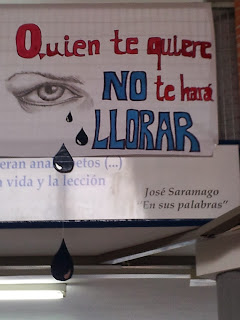 Quien te quiere
NO te hará
LLORAR
eran analfabetos (...)
a vida y la lección
José Saramago
"En sus palabras"